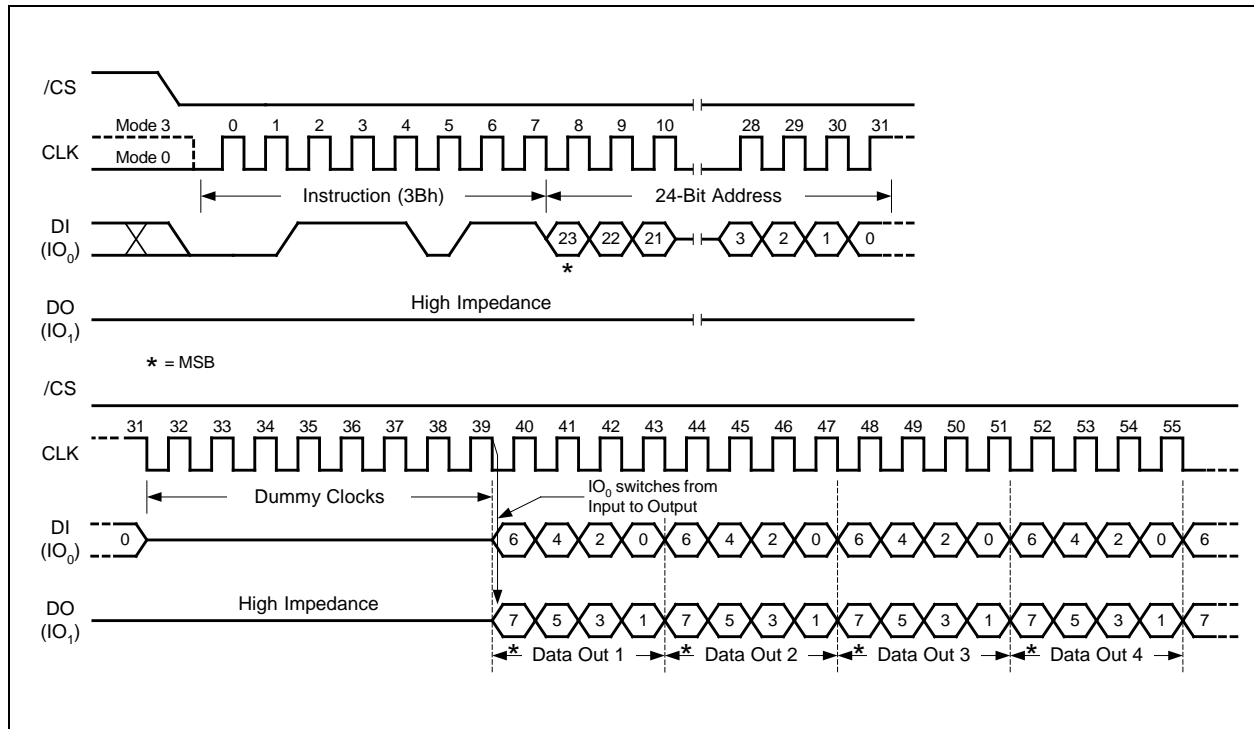 /CS
Mode 3 0 1 2 3 4 5 6 7 8 9 10 28 29 30 31
CLK
Mode 0
Instruction (3Bh) 24-Bit Address
DI
(IO0) 23 22 21 3 2 1 0
*
High Impedance
DO
(IO1)
* = MSB
/CS
31 32 33 34 35 36 37 38 39 40 41 42 43 44 45 46 47 48 49 50 51 52 53 54 55
CLK
Dummy Clocks
IO0 switches from
Input to Output
DI
(IO0) 0 6 4 2 0 6 4 2 0 6 4 2 0 6 4 2 0 6
High Impedance
DO
(IO1) 7 5 3 1 7 5 3 1 7 5 3 1 7 5 3 1 7
* Data Out 1 * Data Out 2 * Data Out 3 * Data Out 4